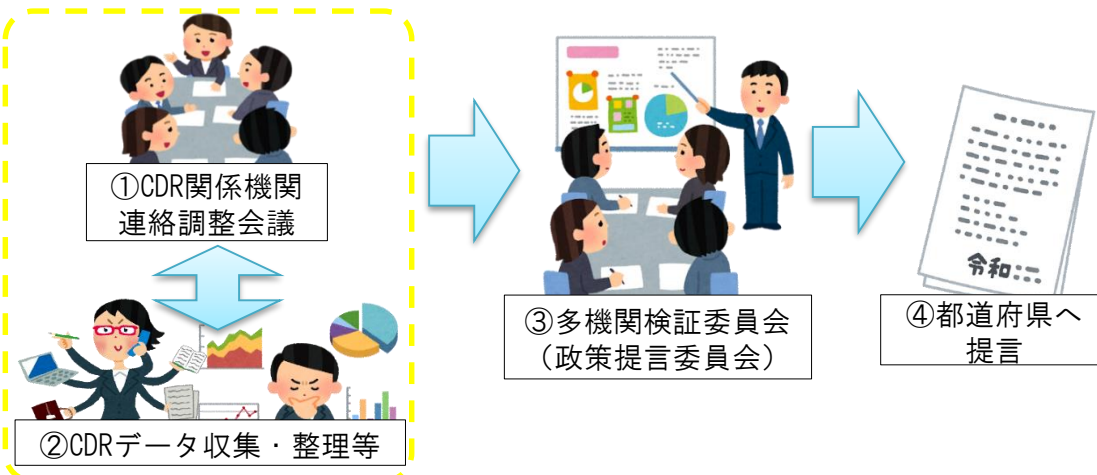 ①CDR関係機関
連絡調整会議
②CDRデータ収集・整理等
③多機関検証委員会
（政策提言委員会）
令和
④都道府県へ
提言